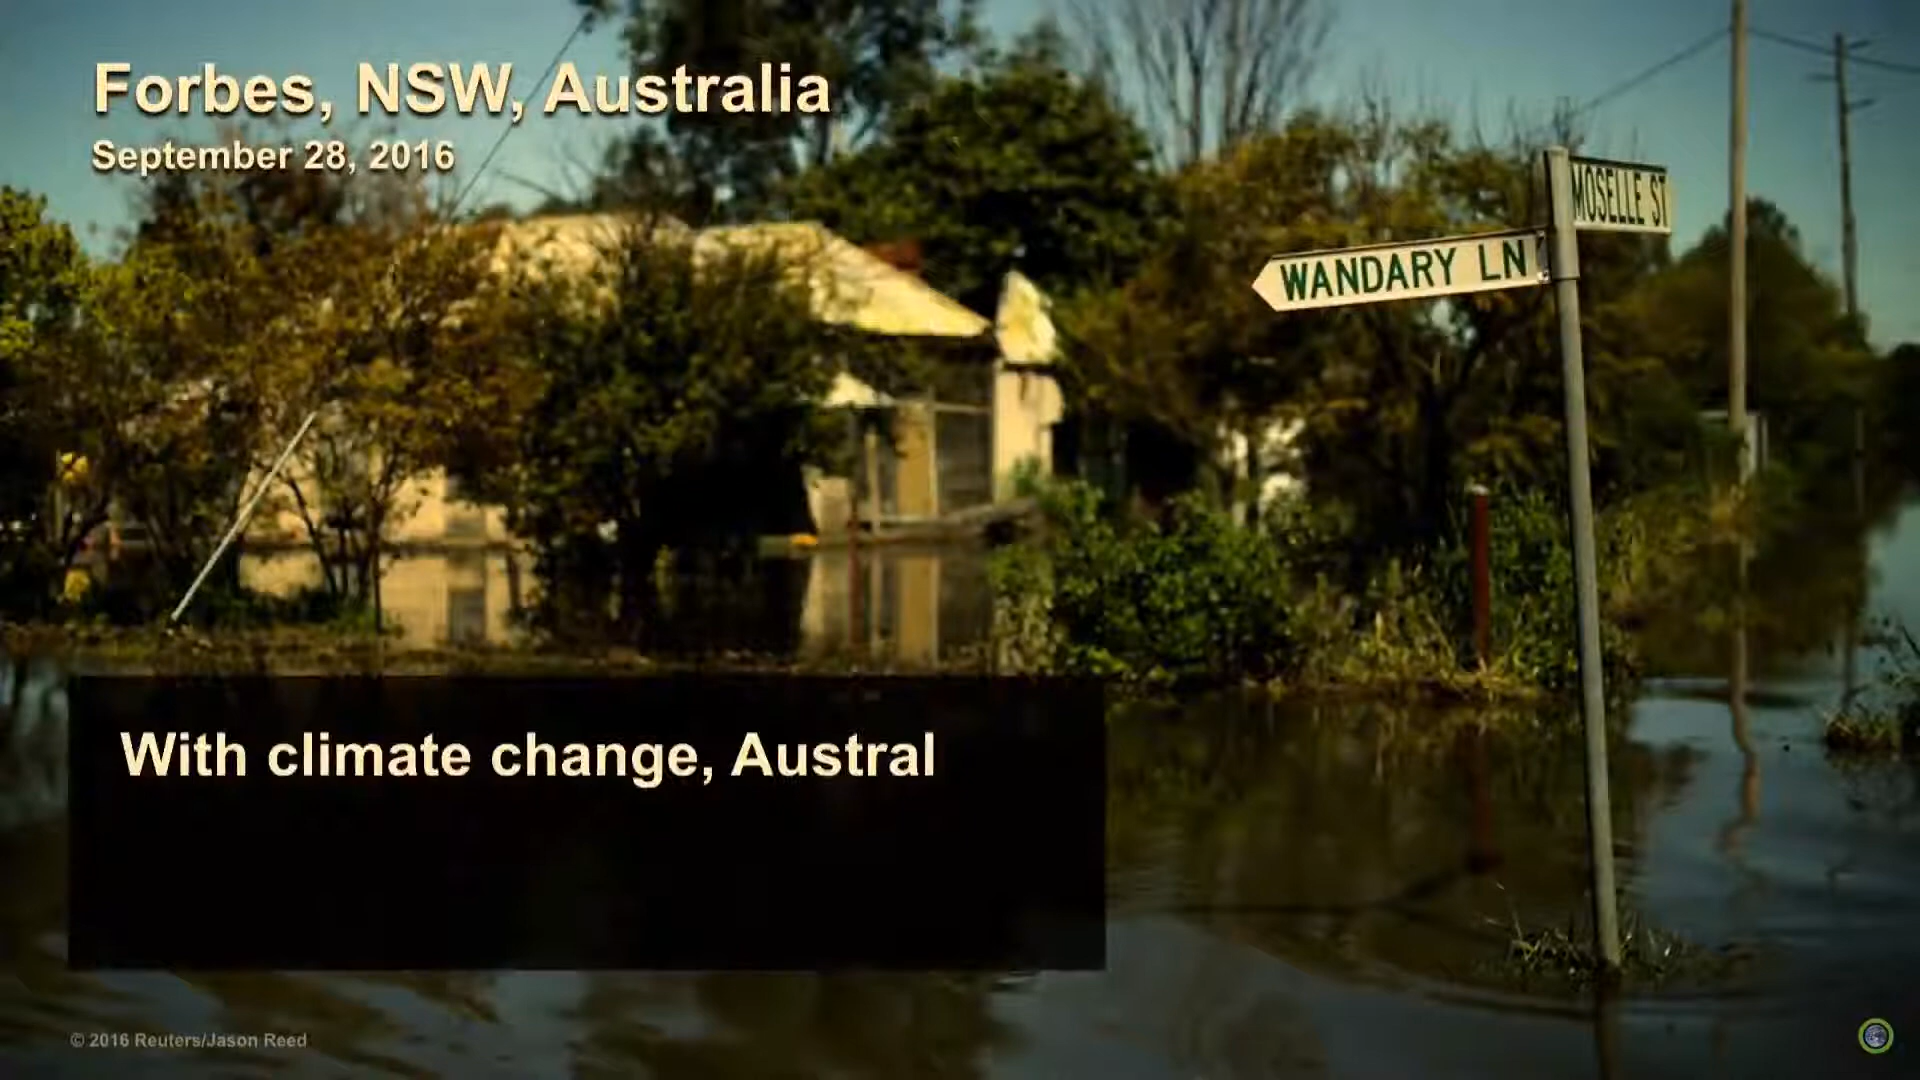 Forbes, NSW, Australia
September 28, 2016
MOSELLE ST
WANDARY LN
With climate change, Austral
© 2016 Reuters/Jason Reed